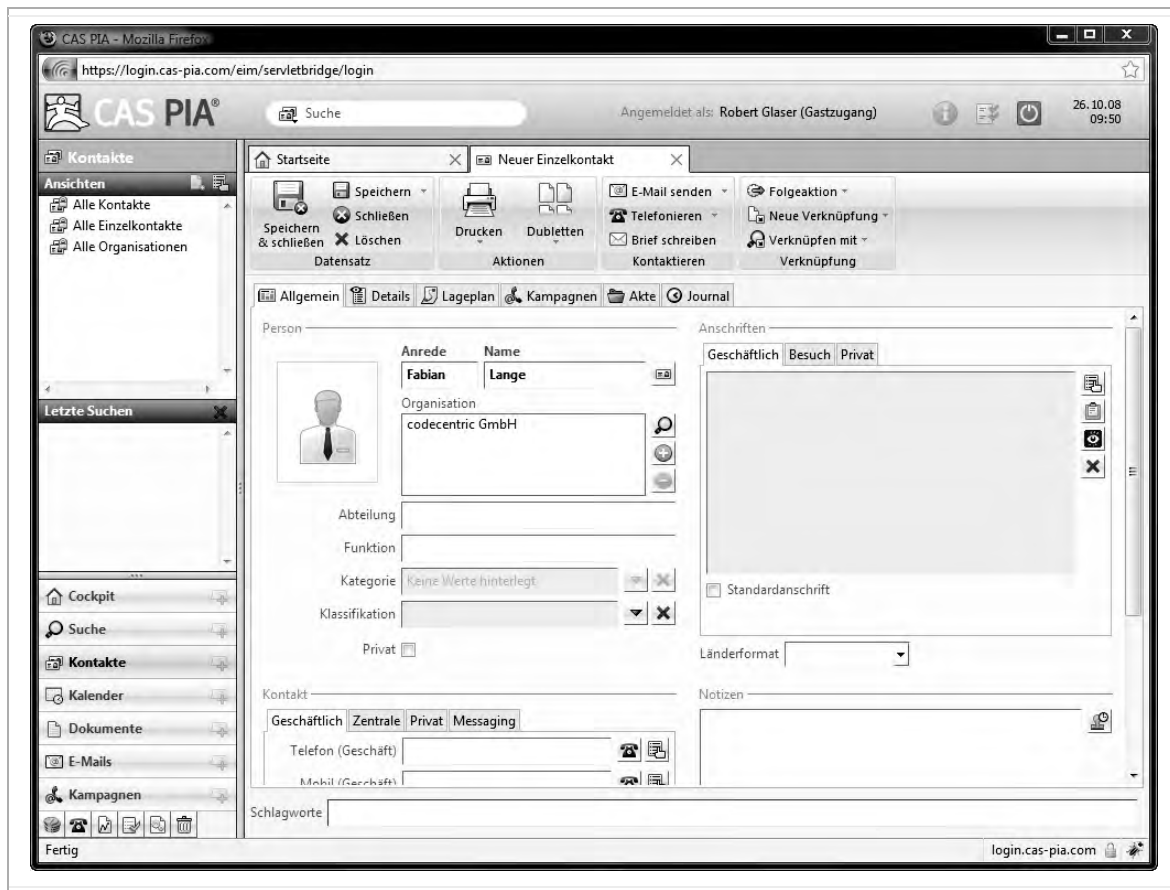 CAS PIA - Mozilla Firefox
https://login.cas-pia.com/eim/servletbridge/login
CAS PIA®
Suche
Angemeldet als: Robert Glaser (Gastzugang)
26.10.08
09:50
Kontakte
Startseite
Neuer Einzelkontakt
Ansichten
Alle Kontakte
Alle Einzelkontakte
Alle Organisationen
Speichern
& schließen
Speichern
Schließen
Löschen
Datensatz
Drucken
Dubletten
Aktionen
E-Mail senden
Telefonieren
Brief schreiben
Kontaktieren
Folgeaktion
Neue Verknüpfung
Verknüpfen mit
Verknüpfung
Allgemein Details Lageplan Kampagnen Akte Journal
Person
Anrede Name
Fabian Lange
Organisation
codecentric GmbH
Abteilung
Funktion
Kategorie Keine Werte hinterlegt
Klassifikation
Privat
Anschriften
Geschäftlich Besuch Privat
Standardanschrift
Länderformat
Letzte Suchen
Kontakt
Geschäftlich Zentrale Privat Messaging
Telefon (Geschäft)
Mobil (Geschäft)
Notizen
Schlagworte
Cockpit
Suche
Kontakte
Kalender
Dokumente
E-Mails
Kampagnen
Fertig
login.cas-pia.com